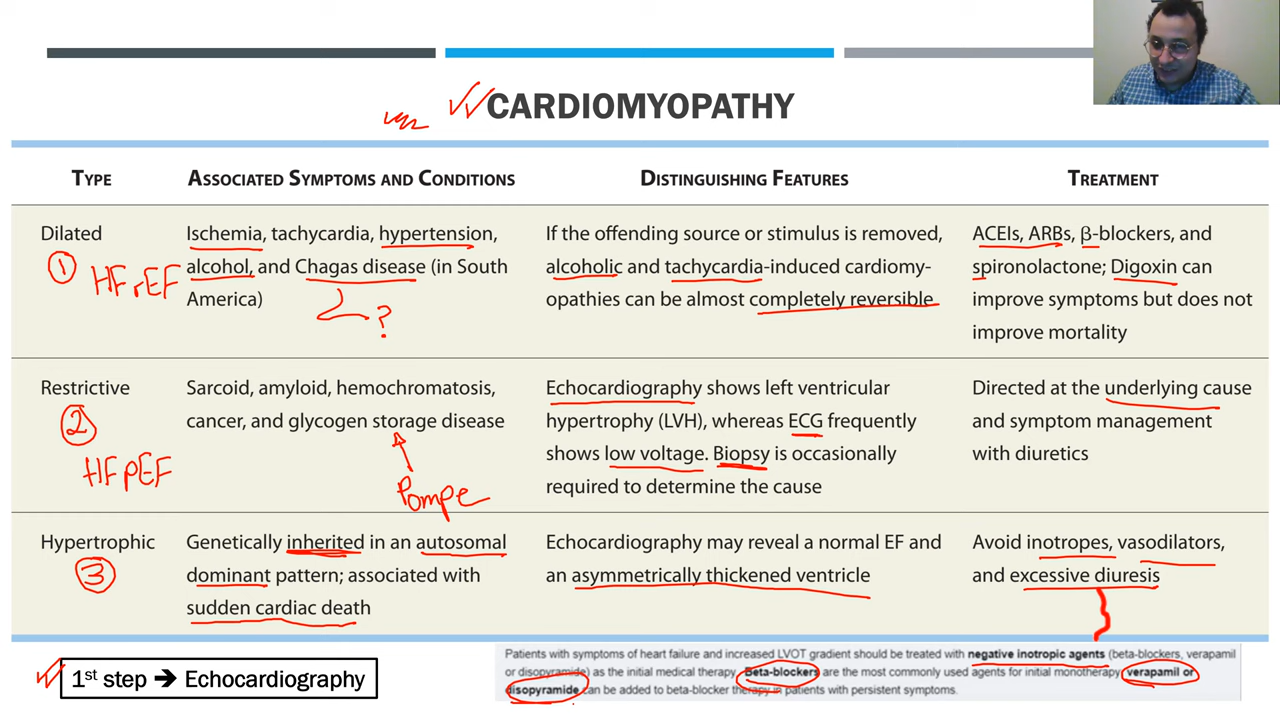 CARDIOMYOPATHY
TYPE ASSOCIATED SYMPTOMS AND CONDITIONS DISTINGUISHING FEATURES TREATMENT
Dilated
1
HFrEF
Ischemia, tachycardia, hypertension,
alcohol, and Chagas disease (in South
America)
?
If the offending source or stimulus is removed,
alcoholic and tachycardia-induced cardiomy-
opathies can be almost completely reversible
ACEIs, ARBs, β-blockers, and
spironolactone; Digoxin can
improve symptoms but does not
improve mortality
Restrictive
2
HFpEF
Sarcoid, amyloid, hemochromatosis,
cancer, and glycogen storage disease
Pompe
Echocardiography shows left ventricular
hypertrophy (LVH), whereas ECG frequently
shows low voltage. Biopsy is occasionally
required to determine the cause
Directed at the underlying cause
and symptom management
with diuretics
Hypertrophic
3
Genetically inherited in an autosomal
dominant pattern; associated with
sudden cardiac death
Echocardiography may reveal a normal EF and
an asymmetrically thickened ventricle
Avoid inotropes, vasodilators,
and excessive diuresis
1st step ➔ Echocardiography
Patients with symptoms of heart failure and increased LVOT gradient should be treated with negative inotropic agents (beta-blockers, verapamil
or disopyramide) as the initial medical therapy. Beta-blockers are the most commonly used agents for initial monotherapy verapamil or
disopyramide can be added to beta-blocker therapy in patients with persistent symptoms.